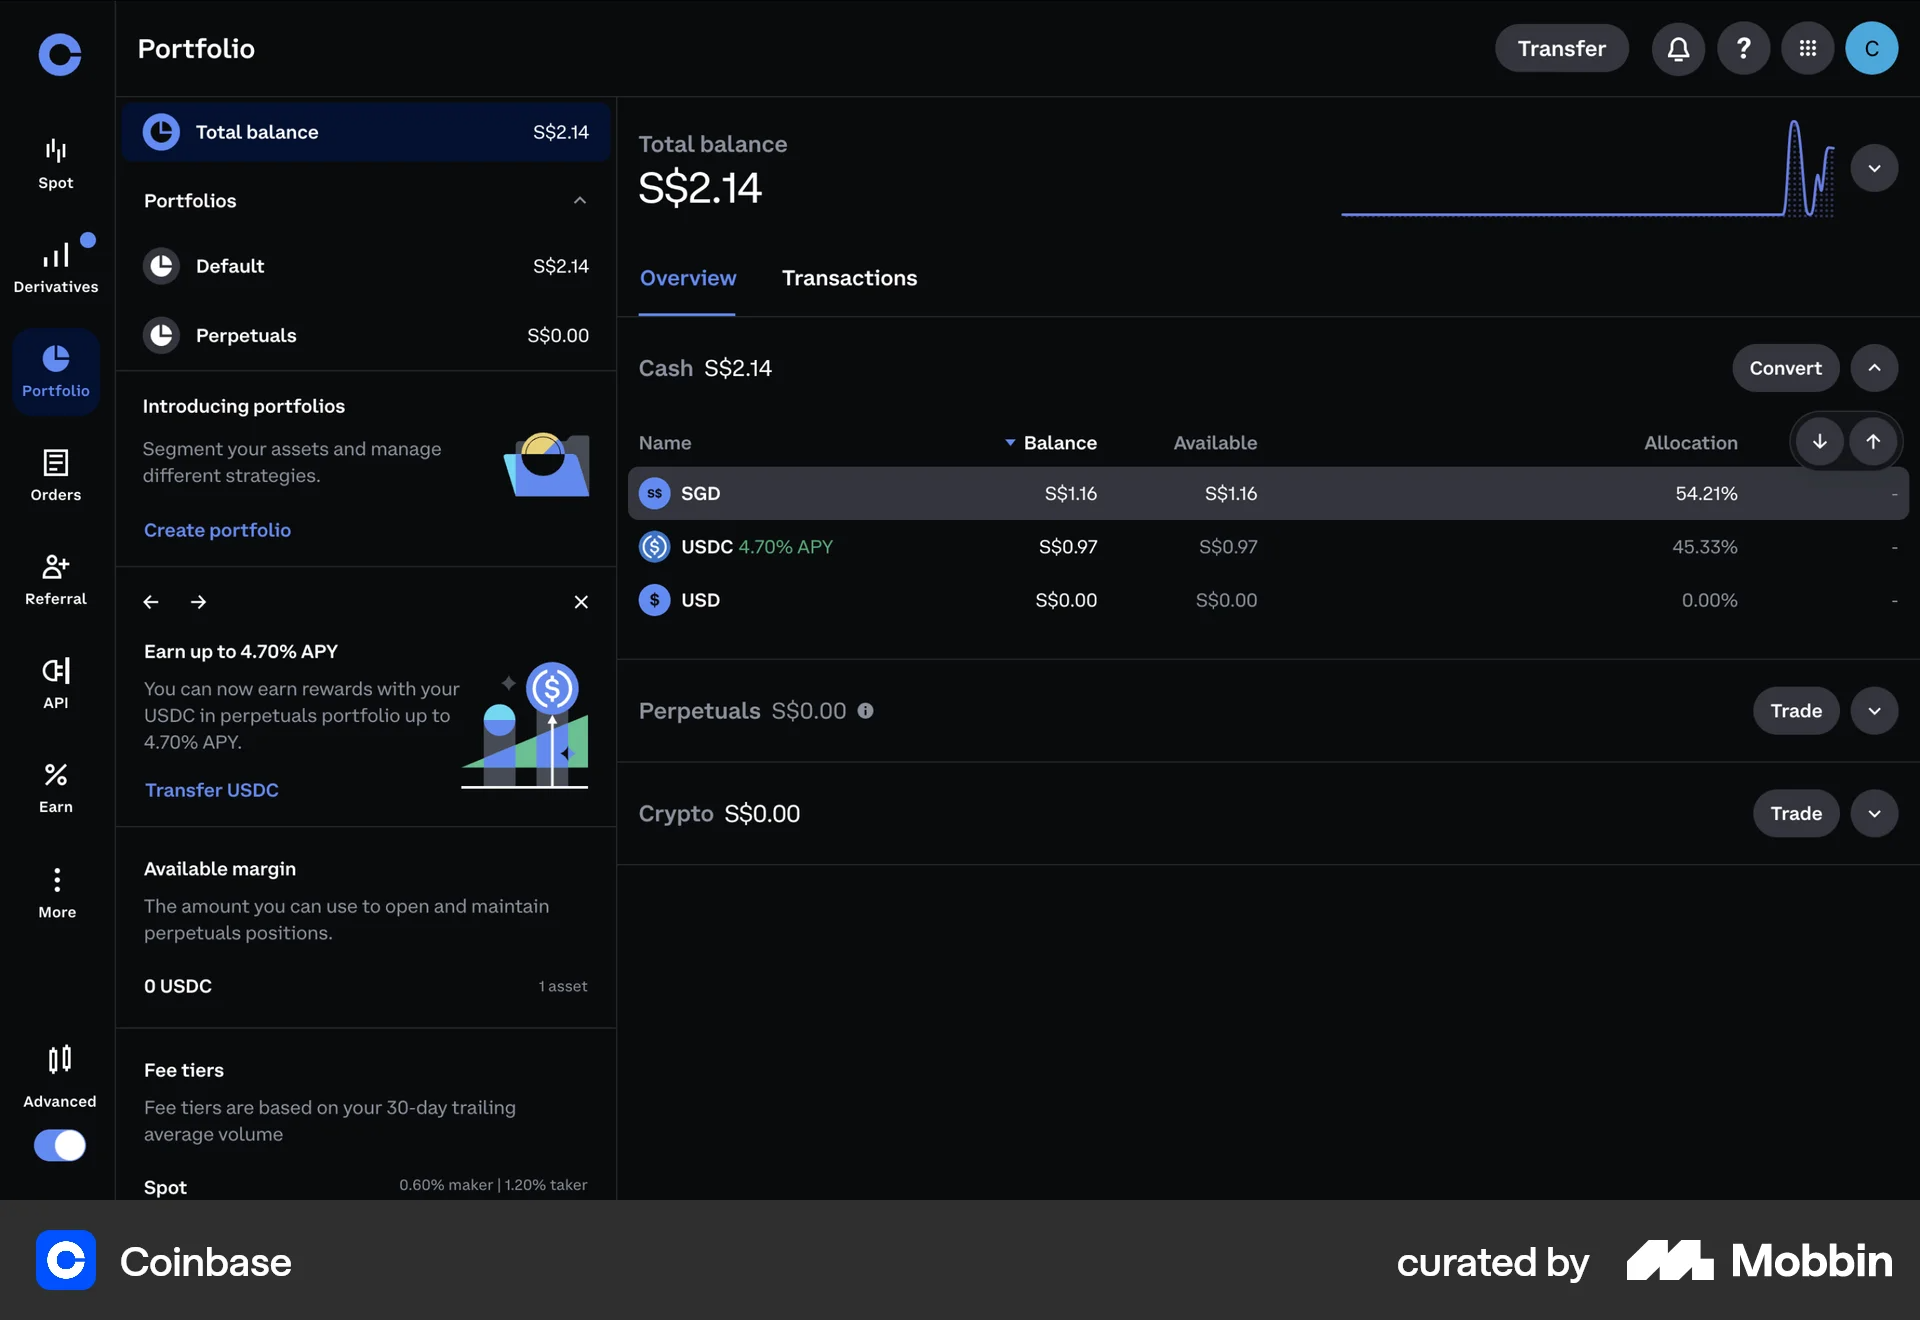 Portfolio
Transfer
?
C
Spot
Derivatives
Portfolio
Orders
Referral
API
Earn
More
Advanced
Total balance S$2.14
Portfolios
Default S$2.14
Perpetuals S$0.00
Introducing portfolios
Segment your assets and manage
different strategies.
Create portfolio
Earn up to 4.70% APY
You can now earn rewards with your
USDC in perpetuals portfolio up to
4.70% APY.
Transfer USDC
Available margin
The amount you can use to open and maintain
perpetuals positions.
0 USDC 1 asset
Fee tiers
Fee tiers are based on your 30-day trailing
average volume
Spot 0.60% maker | 1.20% taker
Total balance
S$2.14
Overview Transactions
Cash S$2.14 Convert
Name Balance Available Allocation
S$ SGD S$1.16 S$1.16 54.21% -
$ USDC 4.70% APY S$0.97 S$0.97 45.33% -
$ USD S$0.00 S$0.00 0.00% -
Perpetuals S$0.00 Trade
Crypto S$0.00 Trade
Coinbase
curated by Mobbin